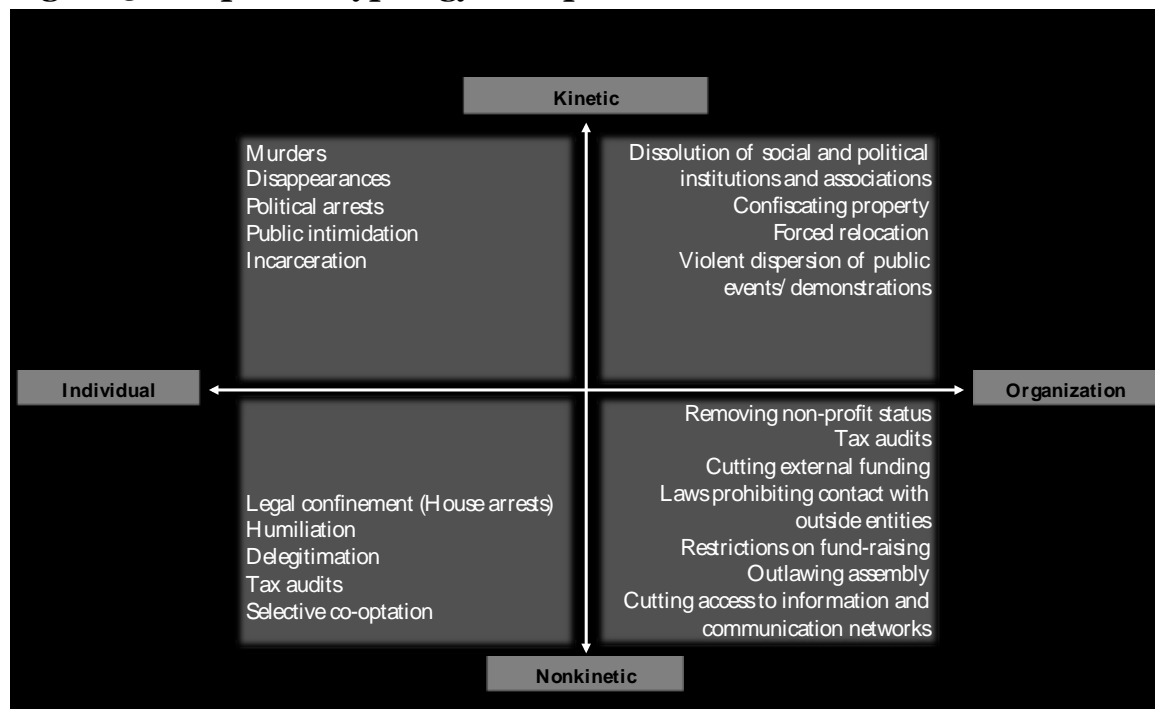 Kinetic
Murders
Disappearances
Political arrests
Public intimidation
Incarceration
Dissolution of social and political
institutions and associations
Confiscating property
Forced relocation
Violent dispersion of public
events/ demonstrations
Individual
Organization
Legal confinement (House arrests)
Humiliation
Delegitimation
Tax audits
Selective co-optation
Removing non-profit status
Tax audits
Cutting external funding
Laws prohibiting contact with
outside entities
Restrictions on fund-raising
Outlawing assembly
Cutting access to information and
communication networks
Nonkinetic